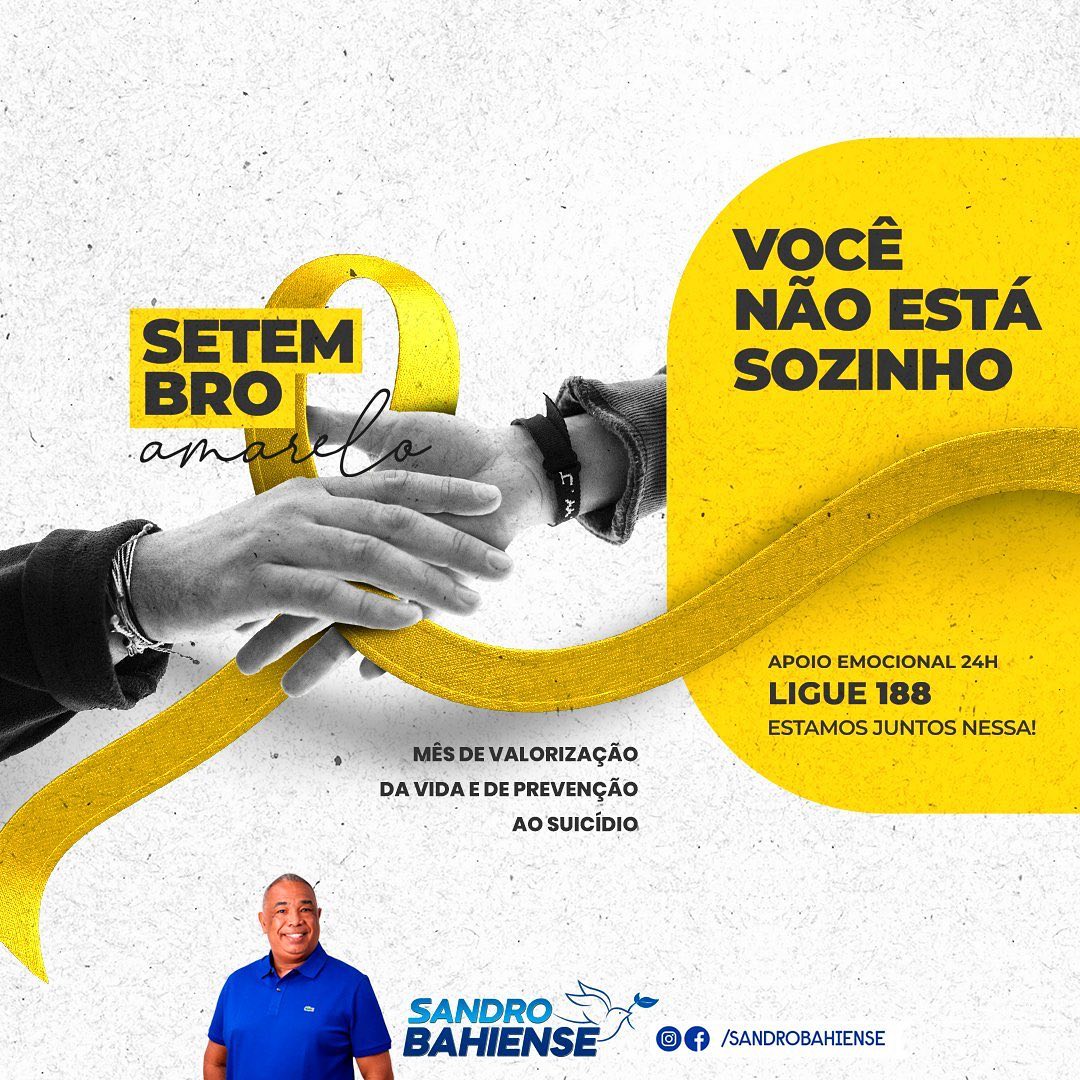 SETEM
BRO
amarelo
VOCÊ
NÃO ESTÁ
SOZINHO
APOIO EMOCIONAL 24H
LIGUE 188
ESTAMOS JUNTOS NESSA!
MÊS DE VALORIZAÇÃO
DA VIDA E DE PREVENÇÃO
AO SUICÍDIO
SANDRO
BAHIENSE
/SANDROBAHIENSE